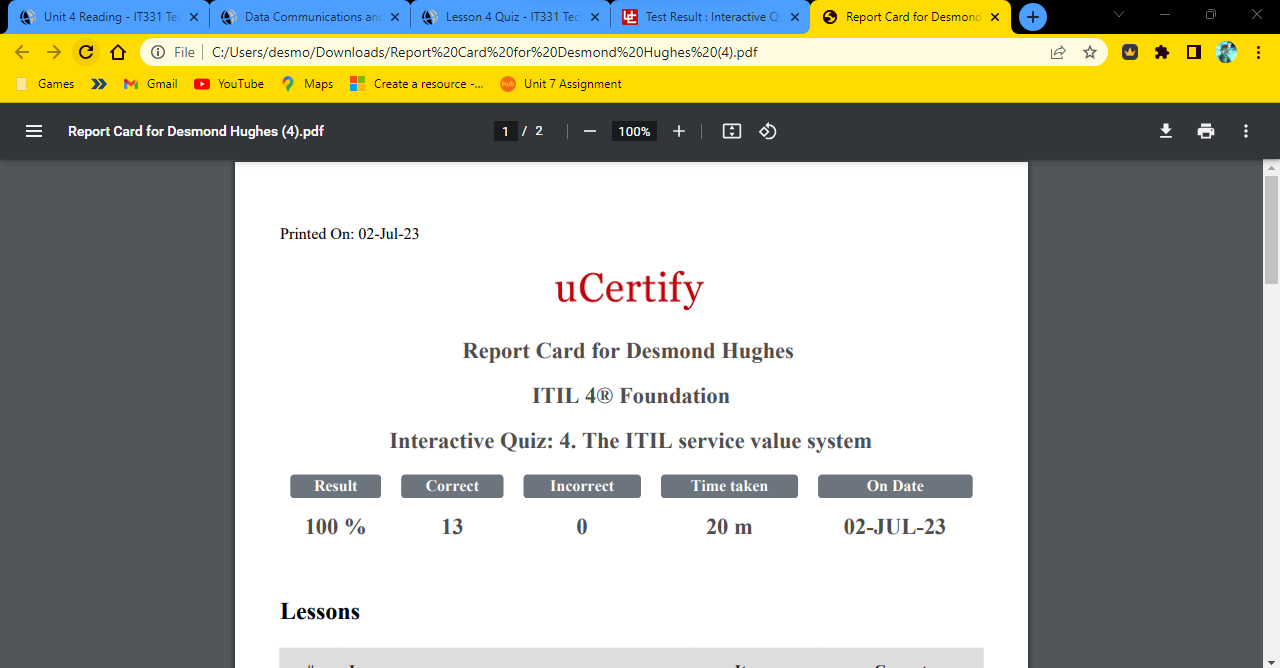 Unit 4 Reading - IT331 Tec
Data Communications and
Lesson 4 Quiz - IT331 Tech
Test Result : Interactive Qu
Report Card for Desmond
File C:/Users/desmo/Downloads/Report%20Card%20for%20Desmond%20Hughes%20(4).pdf
Games Gmail YouTube Maps Create a resource -... hub Unit 7 Assignment
Report Card for Desmond Hughes (4).pdf 1 / 2 100%
Printed On: 02-Jul-23
uCertify
Report Card for Desmond Hughes
ITIL 4® Foundation
Interactive Quiz: 4. The ITIL service value system
Result Correct Incorrect Time taken On Date
100 % 13 0 20 m 02-JUL-23
Lessons